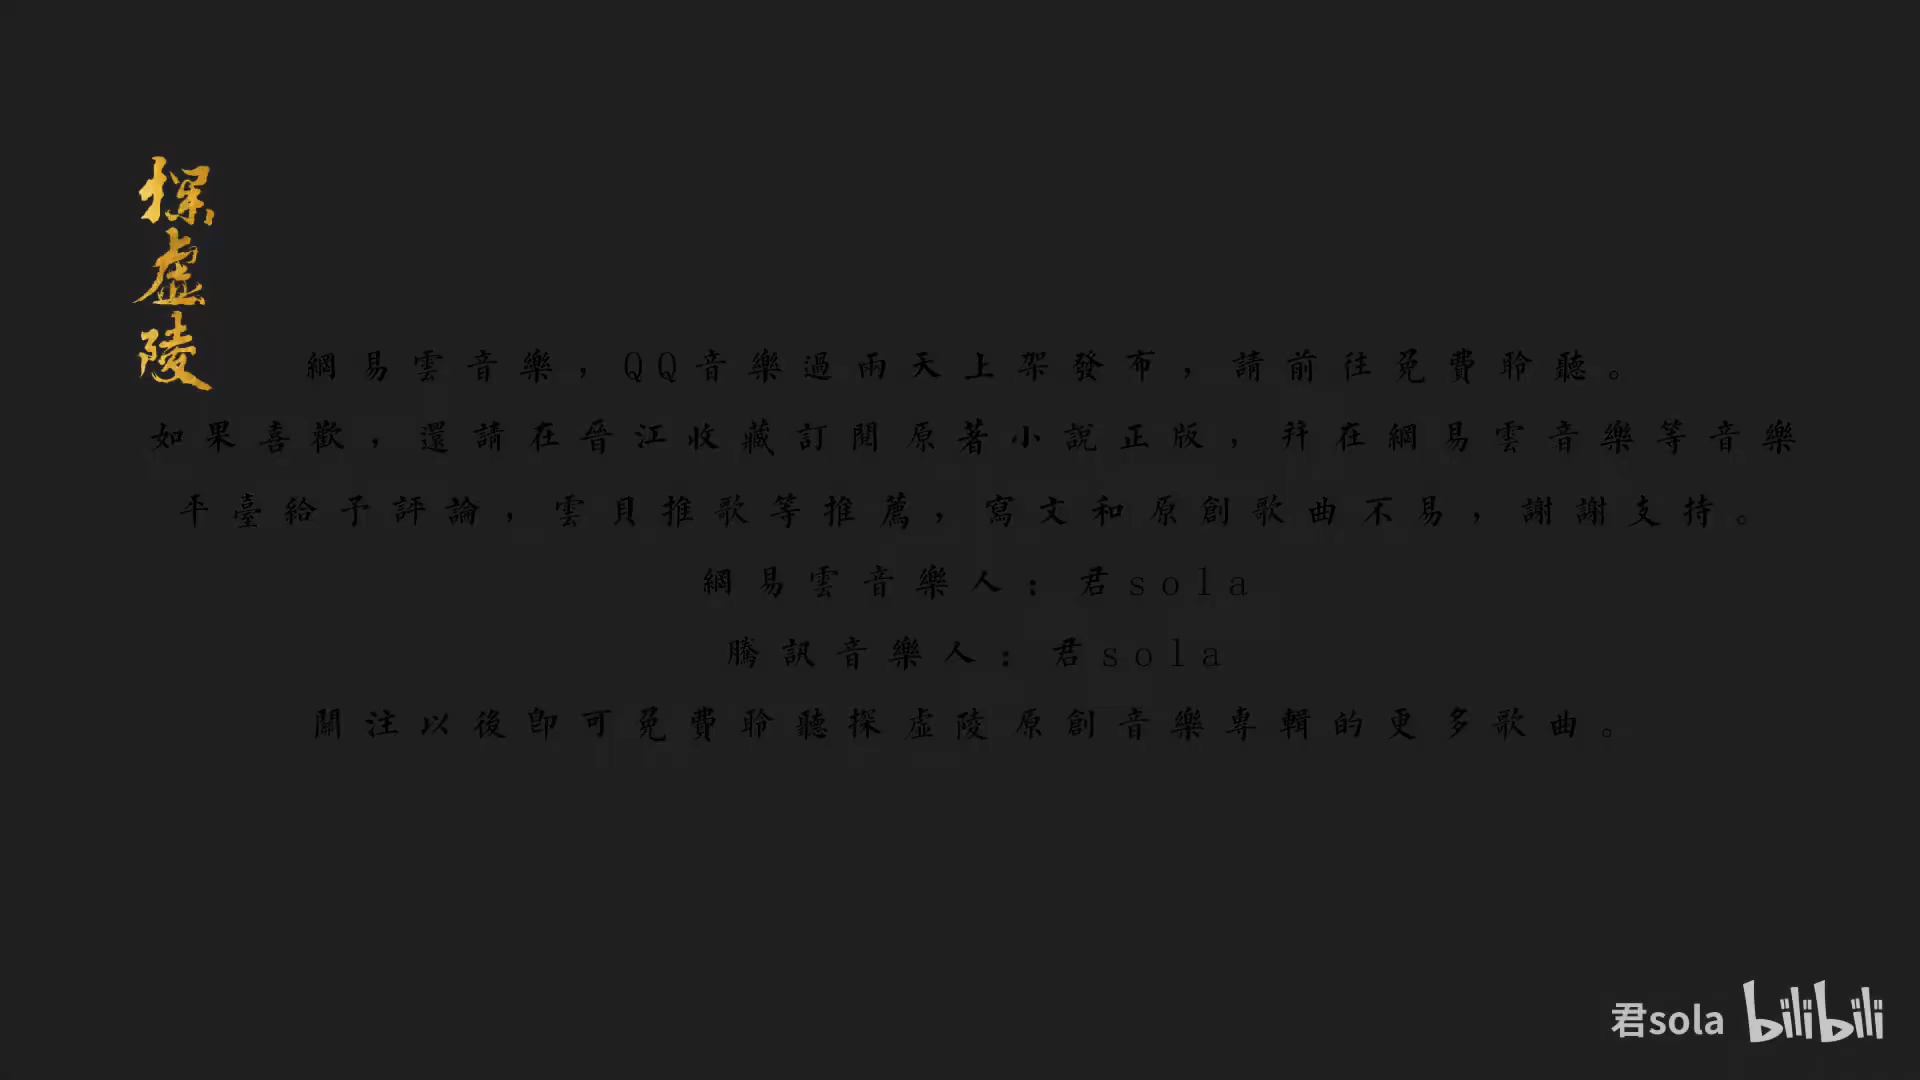 探虛陵
網易雲音樂，QQ音樂過兩天上架發布，請前往免費聆聽。
如果喜歡，還請在晉江收藏訂閱原著小說正版，并在網易雲音樂等音樂
平臺給予評論，雲貝推歌等推薦，寫文和原創歌曲不易，謝謝支持。
網易雲音樂人：君sola
騰訊音樂人：君sola
關注以後即可免費聆聽探虛陵原創音樂專輯的更多歌曲。
君sola bilibili